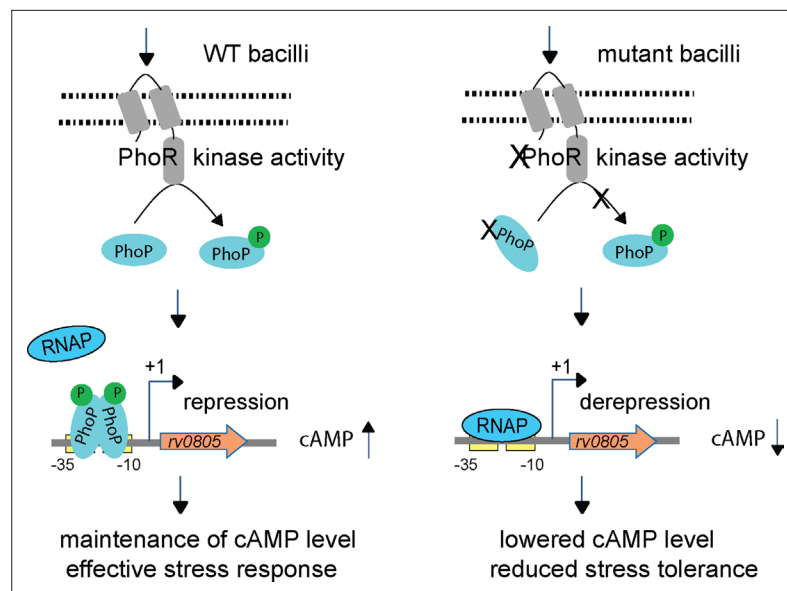 WT bacilli
PhoR kinase activity
PhoP
PhoP
P
RNAP
+1
P
P
repression
PhoP
PhoP
rv0805
cAMP
-35
-10
maintenance of cAMP level
effective stress response
mutant bacilli
XPhoR kinase activity
X
XPhoP
PhoP
P
+1
derepression
RNAP
rv0805
cAMP
-35
-10
lowered cAMP level
reduced stress tolerance